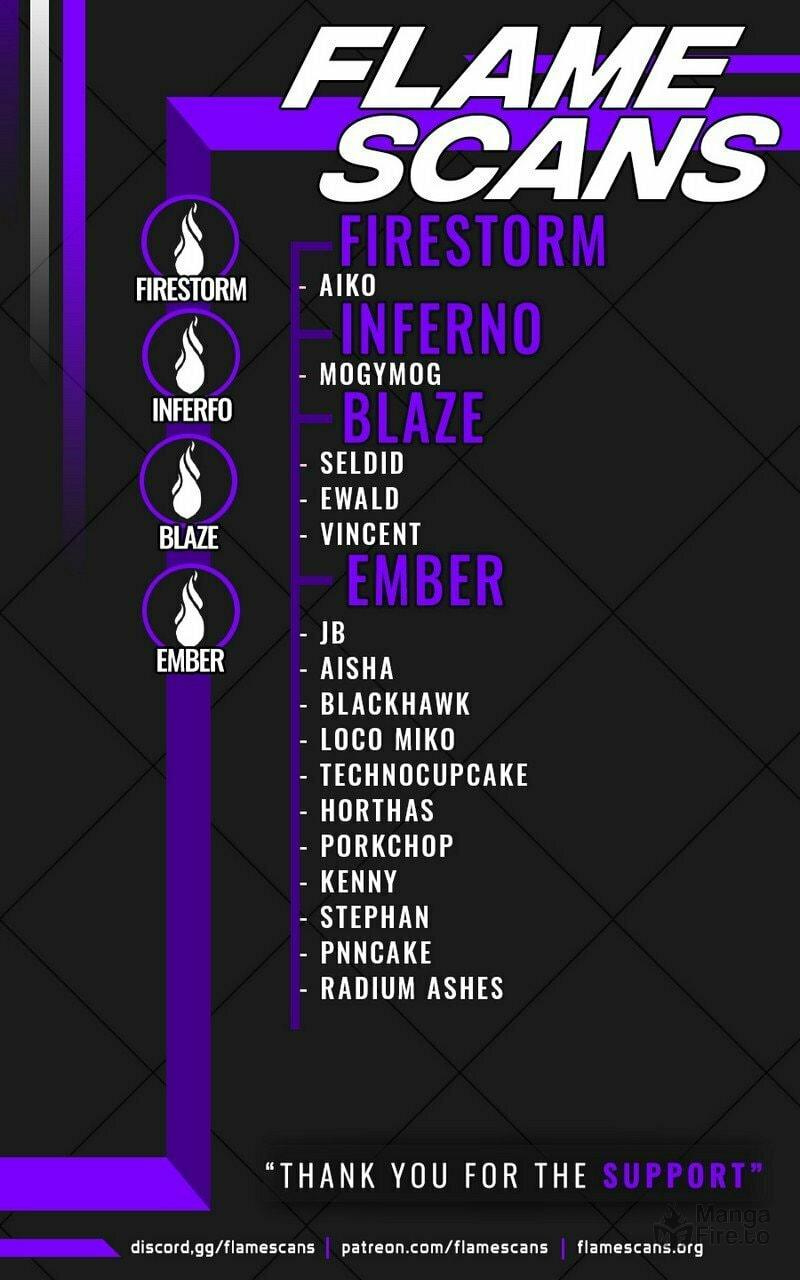 FLAME
SCANS
FIRESTORM
INFERFO
BLAZE
EMBER
FIRESTORM
- AIKO
INFERNO
- MOGYMOG
BLAZE
- SELDID
- EWALD
- VINCENT
EMBER
- JB
- AISHA
- BLACKHAWK
- LOCO MIKO
- TECHNOCUPCAKE
- HORTHAS
- PORKCHOP
- KENNY
- STEPHAN
- PNNCAKE
- RADIUM ASHES
“THANK YOU FOR THE SUPPORT”
Manga
Fire.to
discord,gg/flamescans | patreon.com/flamescans | flamescans.org